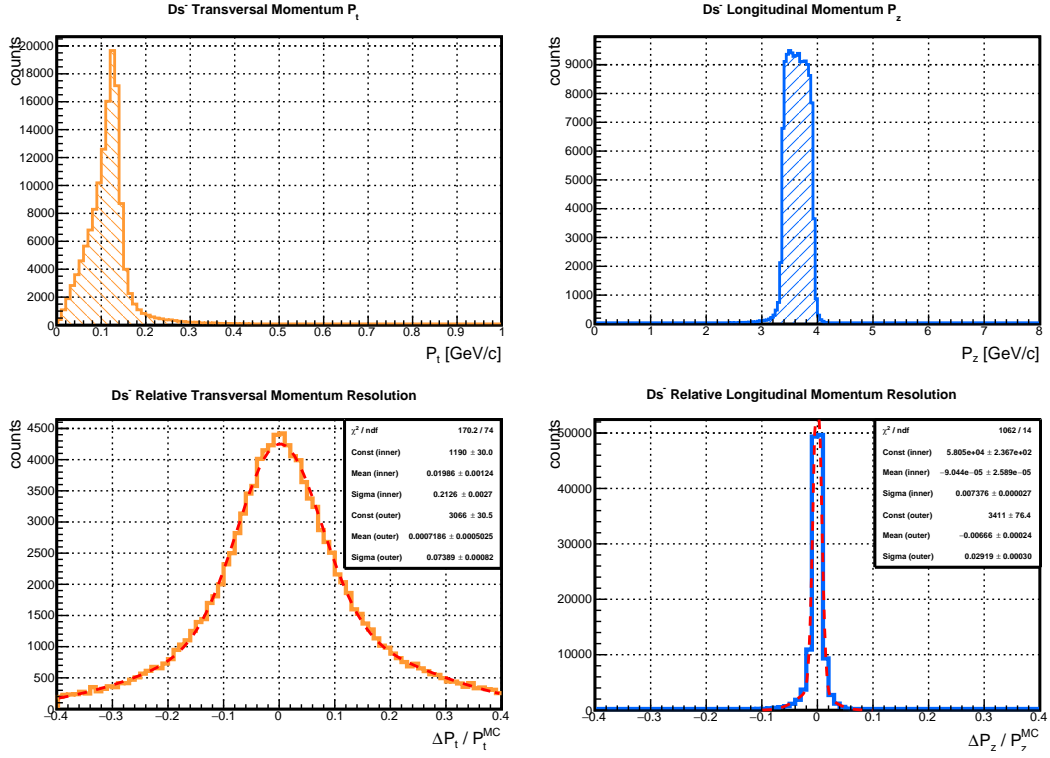 Ds⁻ Transversal Momentum Pt
counts
20000
18000
16000
14000
12000
10000
8000
6000
4000
2000
0
0 0.1 0.2 0.3 0.4 0.5 0.6 0.7 0.8 0.9 1
Pt [GeV/c]
Ds⁻ Longitudinal Momentum Pz
counts
9000
8000
7000
6000
5000
4000
3000
2000
1000
0
0 1 2 3 4 5 6 7 8
Pz [GeV/c]
Ds⁻ Relative Transversal Momentum Resolution
counts
4500
4000
3500
3000
2500
2000
1500
1000
500
0
−0.4 −0.3 −0.2 −0.1 0 0.1 0.2 0.3 0.4
ΔPt / Pt^MC
χ² / ndf 170.2 / 74
Const (inner) 1190 ± 30.0
Mean (inner) 0.01986 ± 0.00124
Sigma (inner) 0.2126 ± 0.0027
Const (outer) 3066 ± 30.5
Mean (outer) 0.0007186 ± 0.0005025
Sigma (outer) 0.07389 ± 0.00082
Ds⁻ Relative Longitudinal Momentum Resolution
counts
50000
40000
30000
20000
10000
0
−0.4 −0.3 −0.2 −0.1 0 0.1 0.2 0.3 0.4
ΔPz / Pz^MC
χ² / ndf 1062 / 14
Const (inner) 5.805e+04 ± 2.367e+02
Mean (inner) −9.044e−05 ± 2.589e−05
Sigma (inner) 0.007376 ± 0.000027
Const (outer) 3411 ± 76.4
Mean (outer) −0.00666 ± 0.00024
Sigma (outer) 0.02919 ± 0.00030